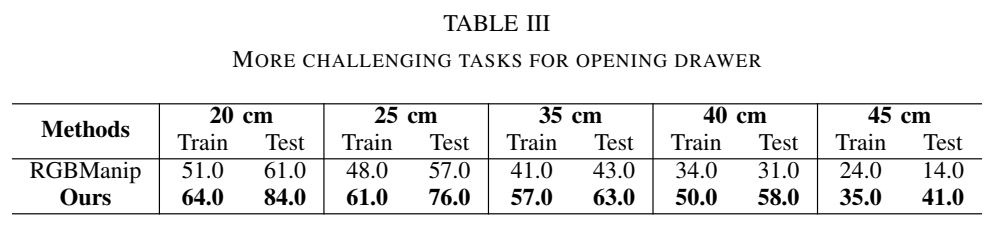 TABLE III
MORE CHALLENGING TASKS FOR OPENING DRAWER
Methods 20 cm 25 cm 35 cm 40 cm 45 cm
Train Test Train Test Train Test Train Test Train Test
RGBManip 51.0 61.0 48.0 57.0 41.0 43.0 34.0 31.0 24.0 14.0
Ours 64.0 84.0 61.0 76.0 57.0 63.0 50.0 58.0 35.0 41.0